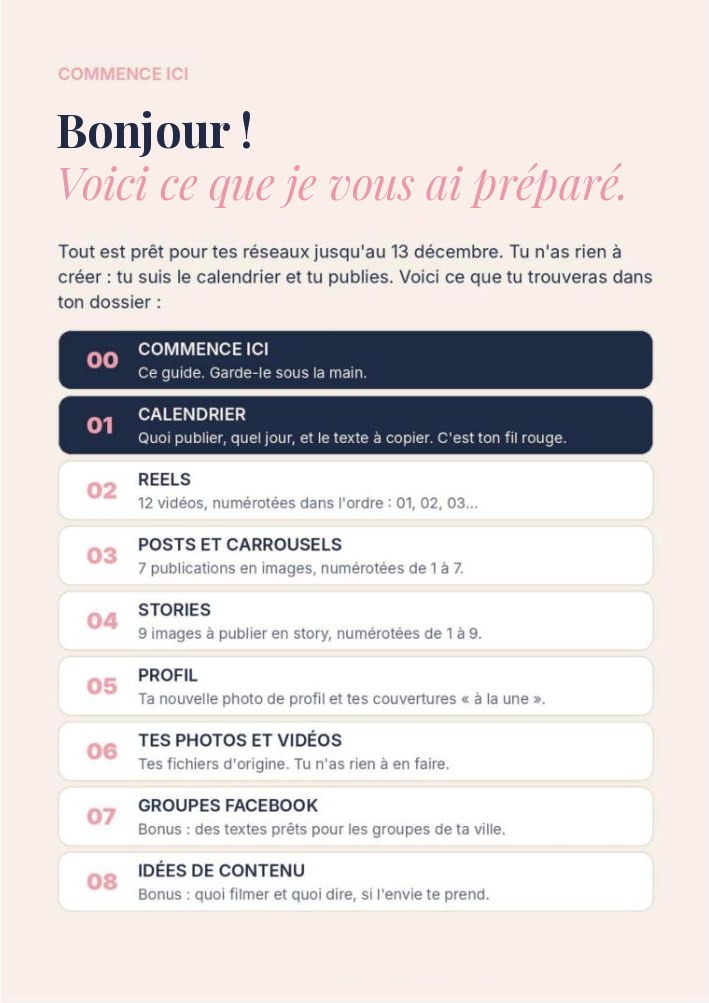 COMMENCE ICI
Bonjour !
Voici ce que je vous ai préparé.
Tout est prêt pour tes réseaux jusqu'au 13 décembre. Tu n'as rien à
créer : tu suis le calendrier et tu publies. Voici ce que tu trouveras dans
ton dossier :
00
COMMENCE ICI
Ce guide. Garde-le sous la main.
01
CALENDRIER
Quoi publier, quel jour, et le texte à copier. C'est ton fil rouge.
02
REELS
12 vidéos, numérotées dans l'ordre : 01, 02, 03...
03
POSTS ET CARROUSELS
7 publications en images, numérotées de 1 à 7.
04
STORIES
9 images à publier en story, numérotées de 1 à 9.
05
PROFIL
Ta nouvelle photo de profil et tes couvertures « à la une ».
06
TES PHOTOS ET VIDÉOS
Tes fichiers d'origine. Tu n'as rien à en faire.
07
GROUPES FACEBOOK
Bonus : des textes prêts pour les groupes de ta ville.
08
IDÉES DE CONTENU
Bonus : quoi filmer et quoi dire, si l'envie te prend.